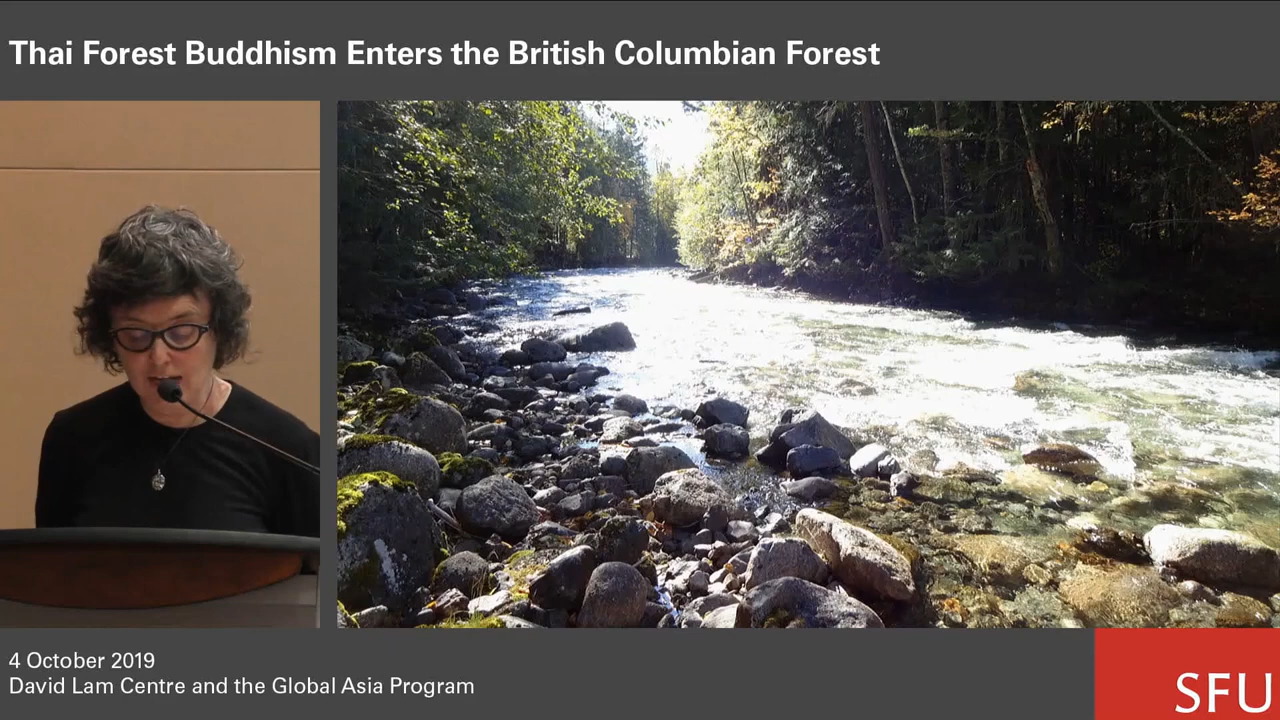 Thai Forest Buddhism Enters the British Columbian Forest
4 October 2019
David Lam Centre and the Global Asia Program
SFU